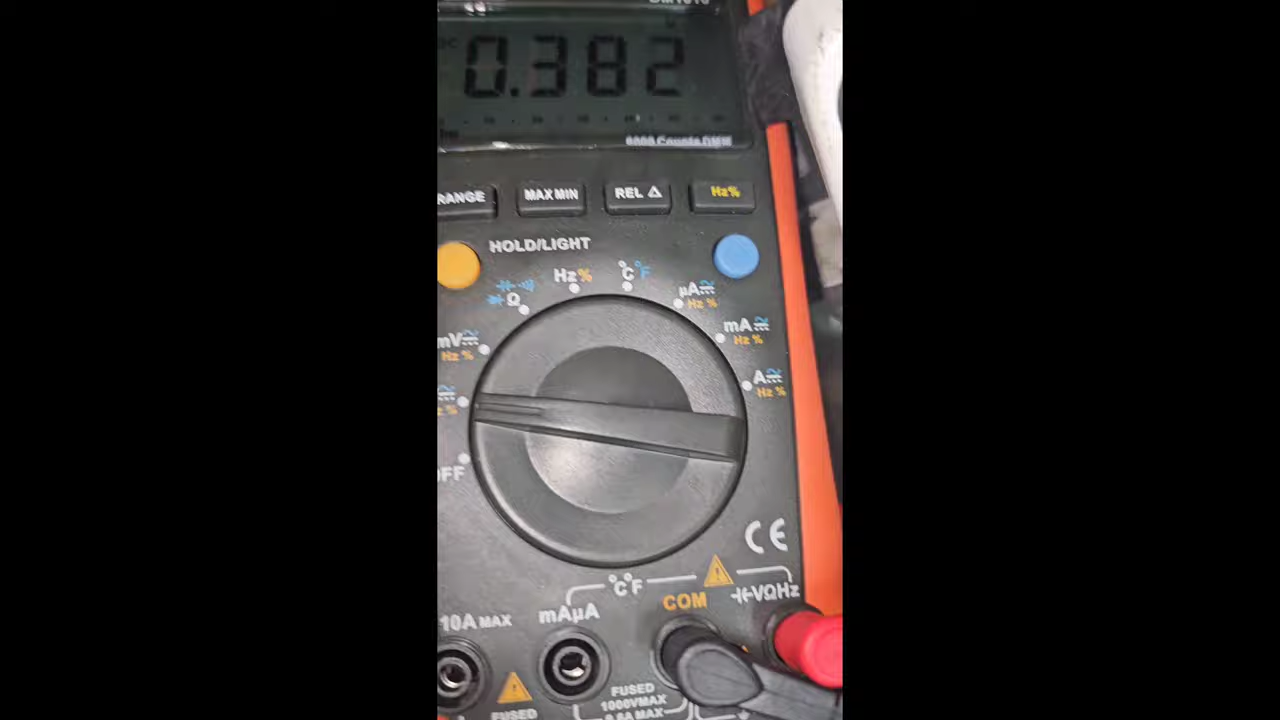 0.382
6000 Counts DMM
RANGE
MAX MIN
REL Δ
Hz%
HOLD/LIGHT
Hz%
°C°F
Ω
μA
Hz %
mV
Hz %
mA
Hz %
A
Hz %
CE
°C°F
10A MAX
mAμA
COM
VΩHz
FUSED
1000VMAX
FUSED